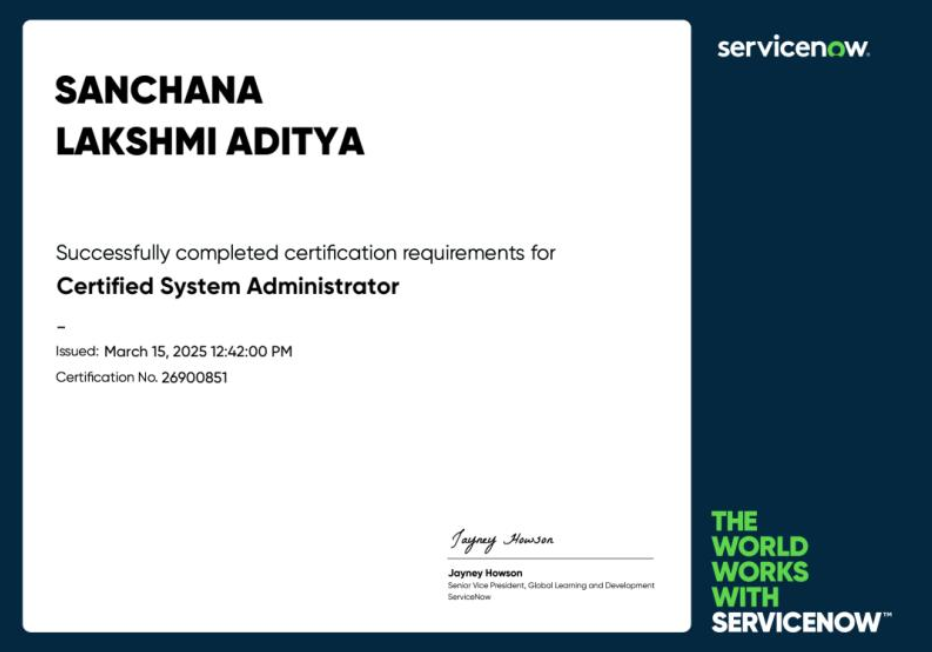 SANCHANA
LAKSHMI ADITYA
Successfully completed certification requirements for
Certified System Administrator
–
Issued: March 15, 2025 12:42:00 PM
Certification No. 26900851
Jayney Howson
Jayney Howson
Senior Vice President, Global Learning and Development
ServiceNow
servicenow.
THE
WORLD
WORKS
WITH
SERVICENOW™